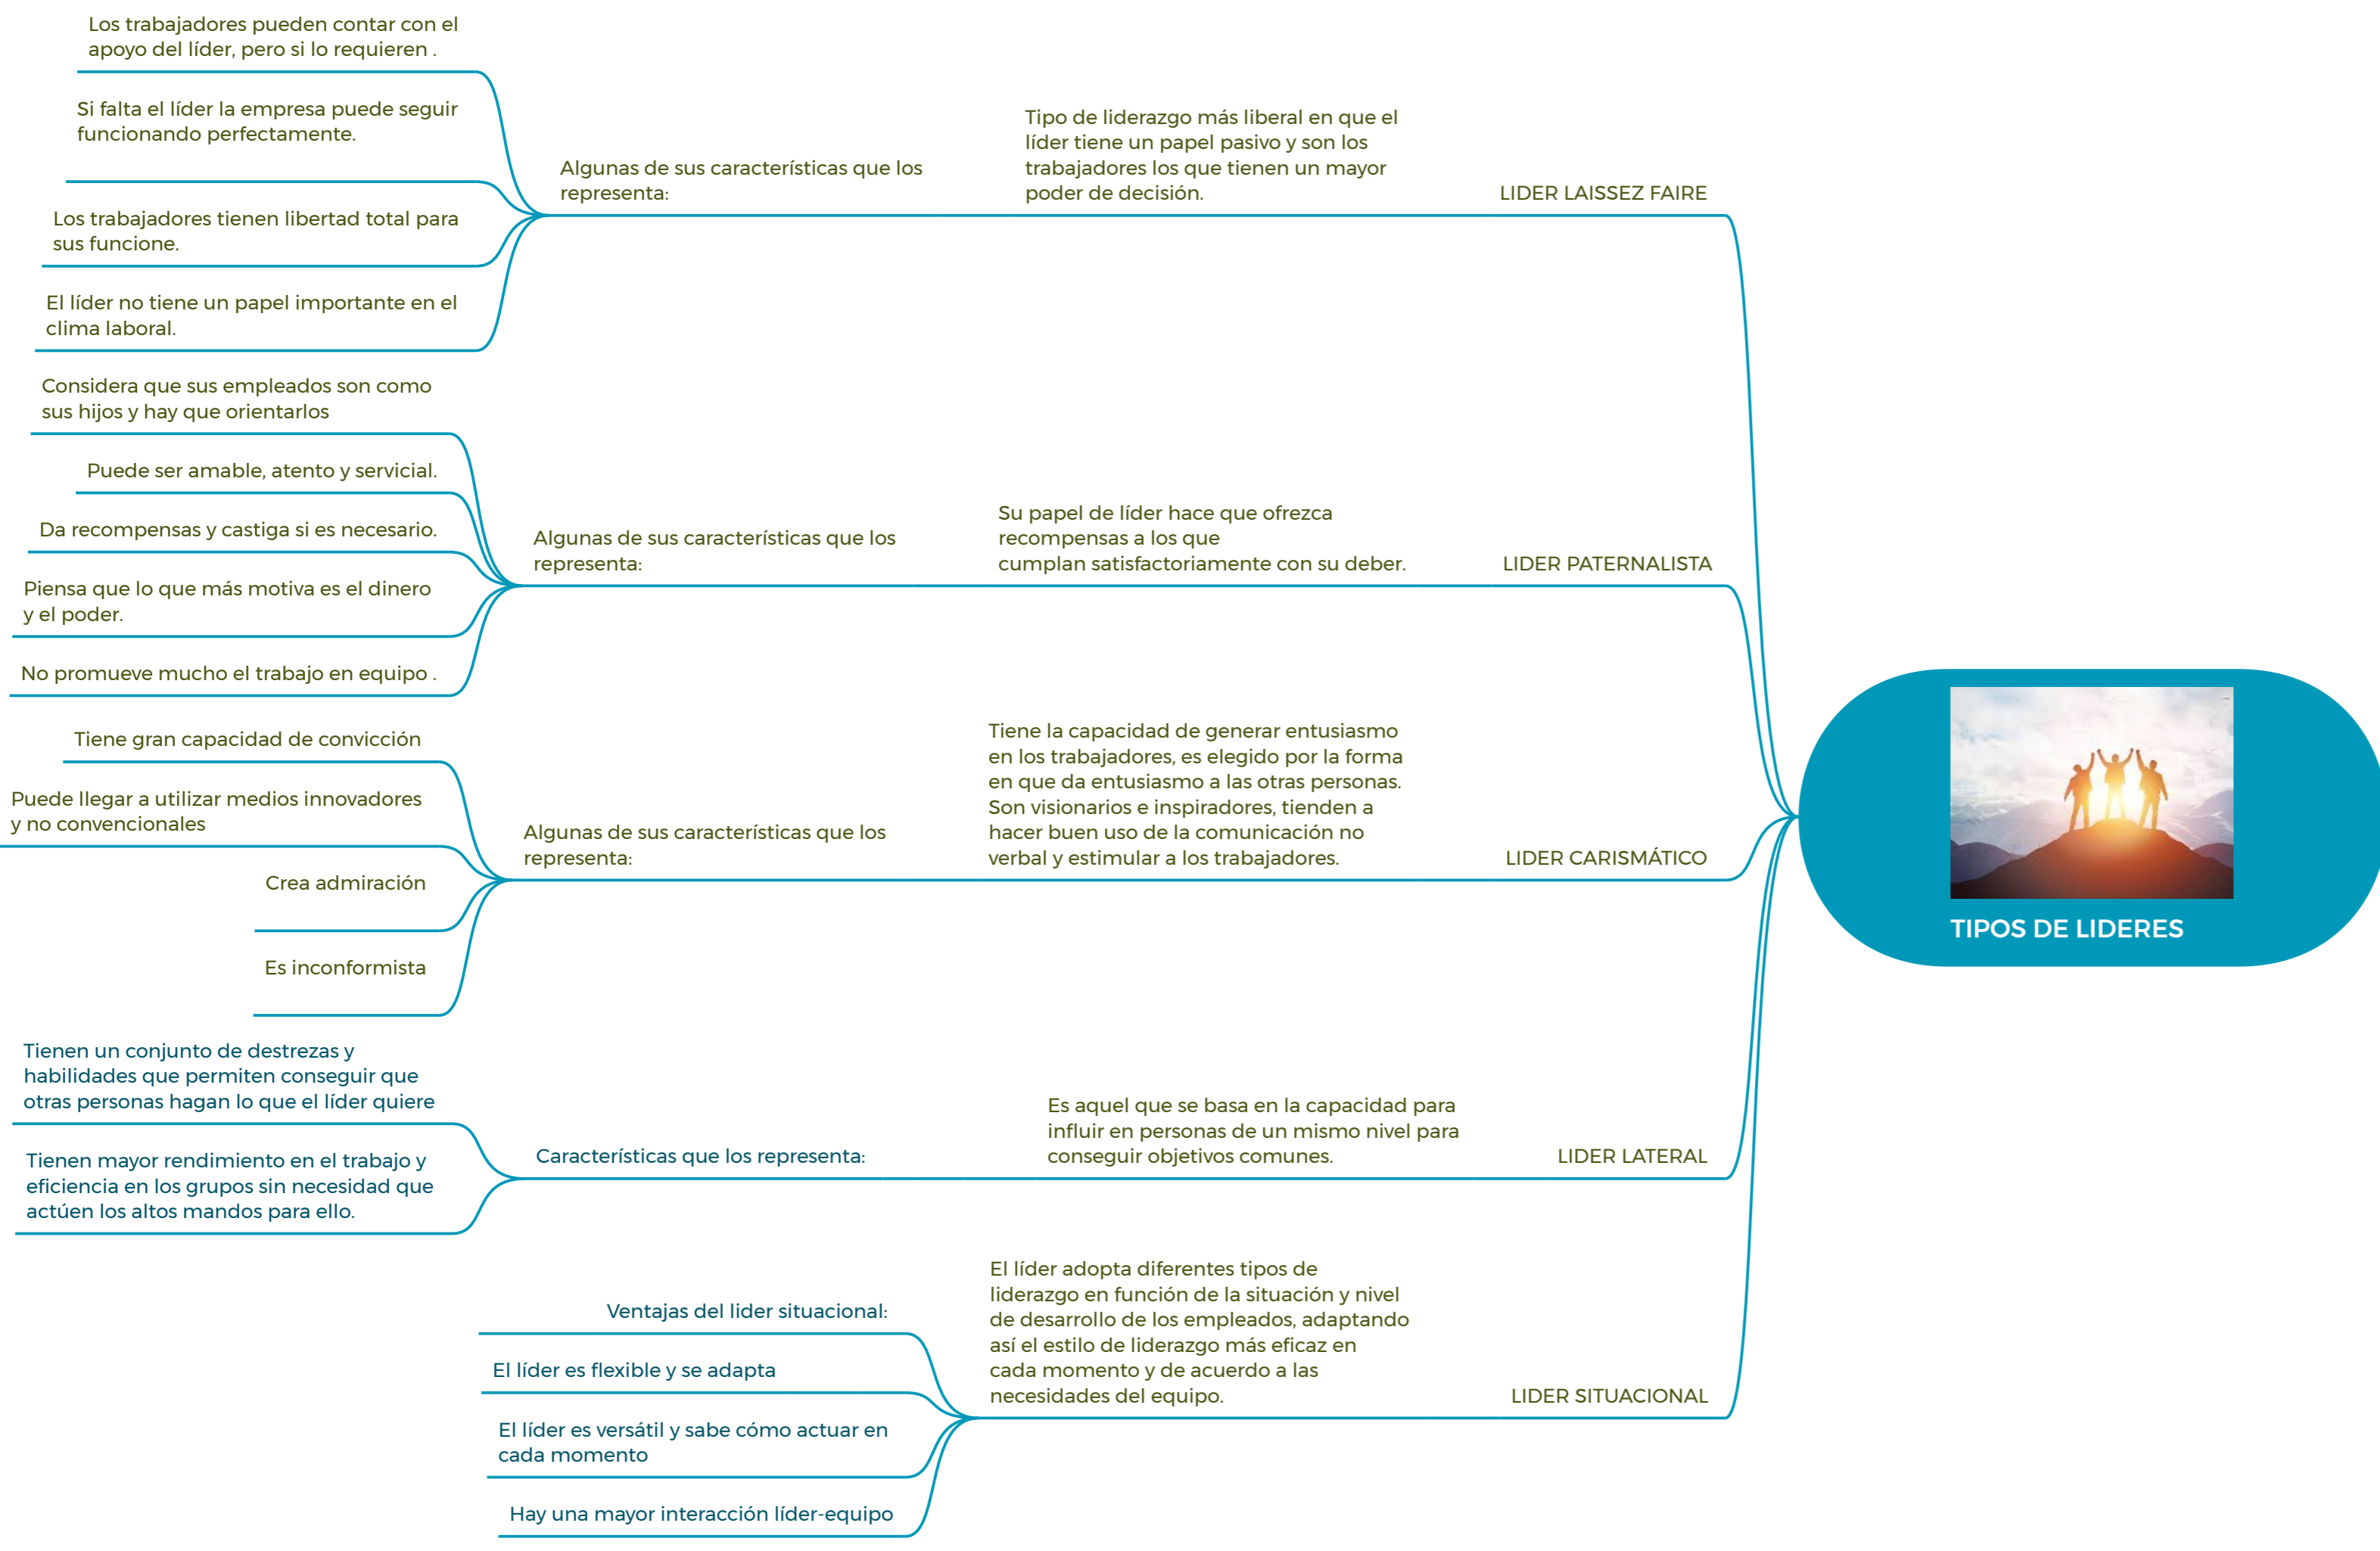 TIPOS DE LIDERES
LIDER LAISSEZ FAIRE
Tipo de liderazgo más liberal en que el
líder tiene un papel pasivo y son los
trabajadores los que tienen un mayor
poder de decisión.
Algunas de sus características que los
representa:
Los trabajadores pueden contar con el
apoyo del líder, pero si lo requieren .
Si falta el líder la empresa puede seguir
funcionando perfectamente.
Los trabajadores tienen libertad total para
sus funcione.
El líder no tiene un papel importante en el
clima laboral.
LIDER PATERNALISTA
Su papel de líder hace que ofrezca
recompensas a los que
cumplan satisfactoriamente con su deber.
Algunas de sus características que los
representa:
Considera que sus empleados son como
sus hijos y hay que orientarlos
Puede ser amable, atento y servicial.
Da recompensas y castiga si es necesario.
Piensa que lo que más motiva es el dinero
y el poder.
No promueve mucho el trabajo en equipo .
LIDER CARISMÁTICO
Tiene la capacidad de generar entusiasmo
en los trabajadores, es elegido por la forma
en que da entusiasmo a las otras personas.
Son visionarios e inspiradores, tienden a
hacer buen uso de la comunicación no
verbal y estimular a los trabajadores.
Algunas de sus características que los
representa:
Tiene gran capacidad de convicción
Puede llegar a utilizar medios innovadores
y no convencionales
Crea admiración
Es inconformista
LIDER LATERAL
Es aquel que se basa en la capacidad para
influir en personas de un mismo nivel para
conseguir objetivos comunes.
Características que los representa:
Tienen un conjunto de destrezas y
habilidades que permiten conseguir que
otras personas hagan lo que el líder quiere
Tienen mayor rendimiento en el trabajo y
eficiencia en los grupos sin necesidad que
actúen los altos mandos para ello.
LIDER SITUACIONAL
El líder adopta diferentes tipos de
liderazgo en función de la situación y nivel
de desarrollo de los empleados, adaptando
así el estilo de liderazgo más eficaz en
cada momento y de acuerdo a las
necesidades del equipo.
Ventajas del lider situacional:
El líder es flexible y se adapta
El líder es versátil y sabe cómo actuar en
cada momento
Hay una mayor interacción líder-equipo